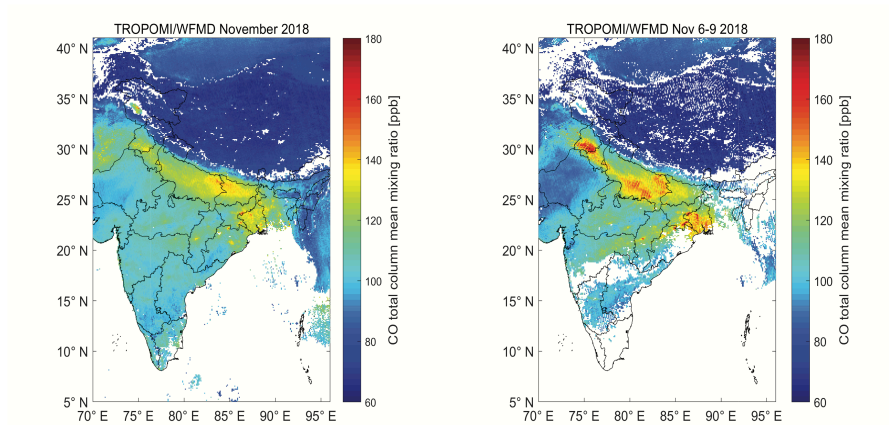 TROPOMI/WFMD November 2018
40° N
35° N
30° N
25° N
20° N
15° N
10° N
5° N
70° E 75° E 80° E 85° E 90° E 95° E
180
160
140
120
100
80
60
CO total column mean mixing ratio [ppb]
TROPOMI/WFMD Nov 6-9 2018
40° N
35° N
30° N
25° N
20° N
15° N
10° N
5° N
70° E 75° E 80° E 85° E 90° E 95° E
180
160
140
120
100
80
60
CO total column mean mixing ratio [ppb]